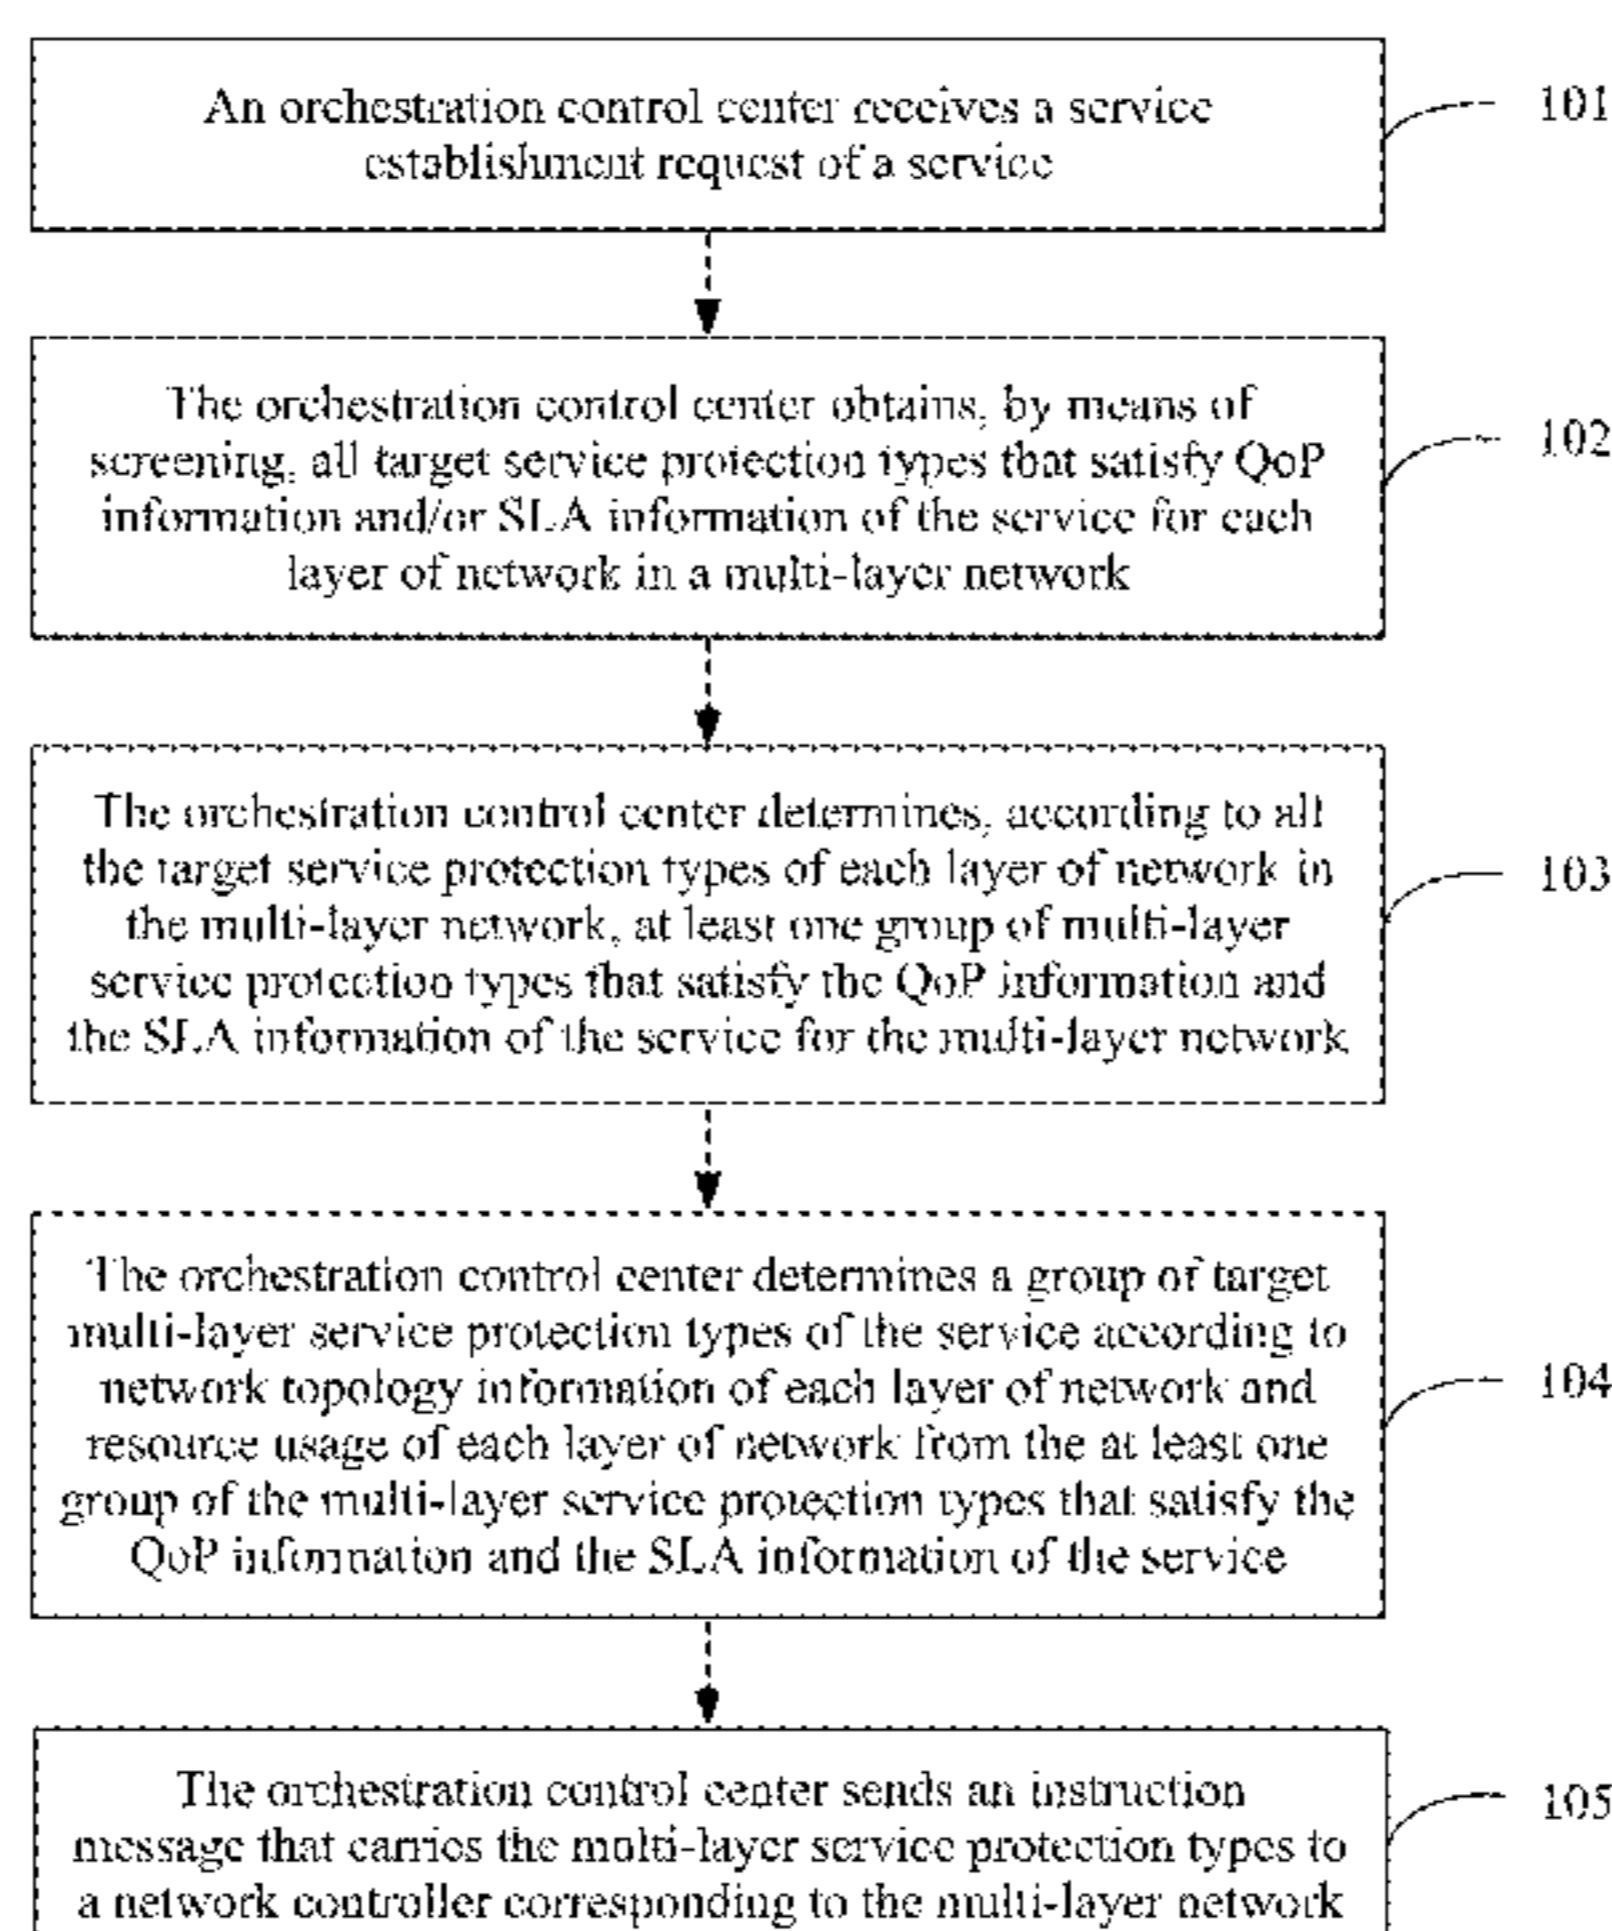 An orchestration control center receives a service
establishment request of a service
101
The orchestration control center obtains, by means of
screening, all target service protection types that satisfy QoP
information and/or SLA information of the service for each
layer of network in a multi-layer network
102
The orchestration control center determines, according to all
the target service protection types of each layer of network in
the multi-layer network, at least one group of multi-layer
service protection types that satisfy the QoP information and
the SLA information of the service for the multi-layer network
103
The orchestration control center determines a group of target
multi-layer service protection types of the service according to
network topology information of each layer of network and
resource usage of each layer of network from the at least one
group of the multi-layer service protection types that satisfy the
QoP information and the SLA information of the service
104
The orchestration control center sends an instruction
message that carries the multi-layer service protection types to
a network controller corresponding to the multi-layer network
105